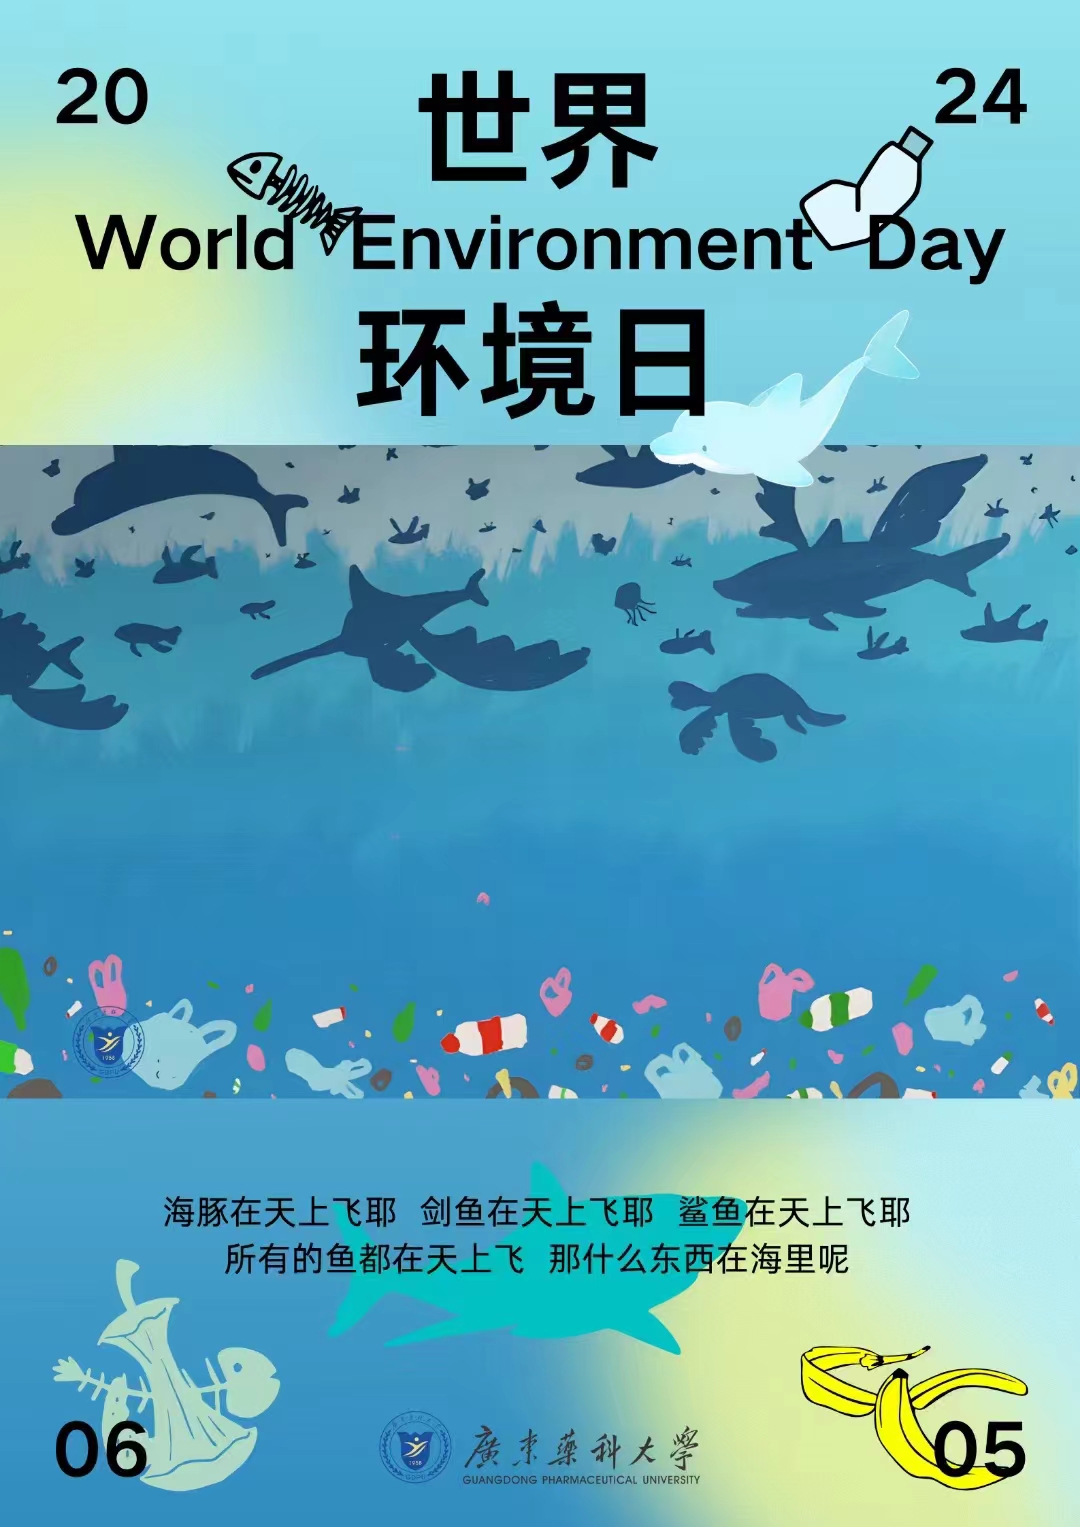 20
24
世界
World Environment Day
环境日
海豚在天上飞耶 剑鱼在天上飞耶 鲨鱼在天上飞耶
所有的鱼都在天上飞 那什么东西在海里呢
06
05
1958
GDPU
廣東藥科大學
GUANGDONG PHARMACEUTICAL UNIVERSITY